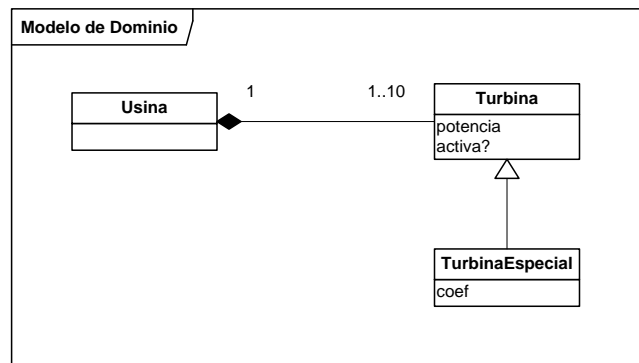 Modelo de Dominio
Usina
1
1..10
Turbina
potencia
activa?
TurbinaEspecial
coef